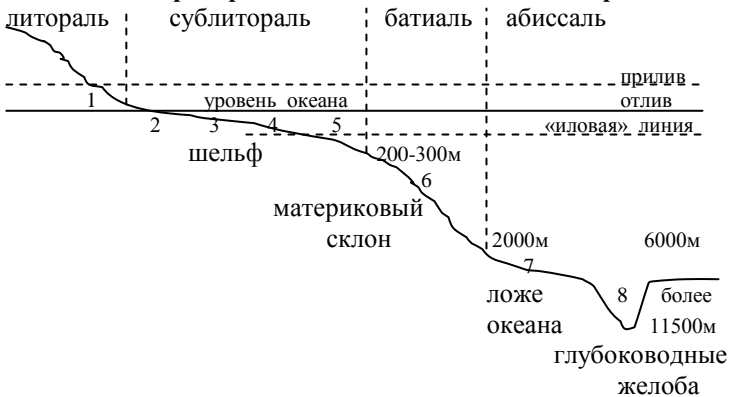 литораль сублитораль батиаль абиссаль
прилив
1 уровень океана отлив
2 3 4 5 «иловая» линия
шельф 200-300м
6
материковый
склон 2000м 6000м
7
ложе 8 более
океана 11500м
глубоководные
желоба